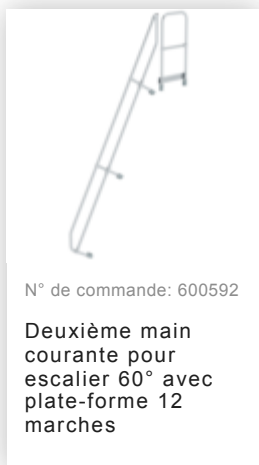 N° de commande: 600592
Deuxième main
courante pour
escalier 60° avec
plate-forme 12
marches